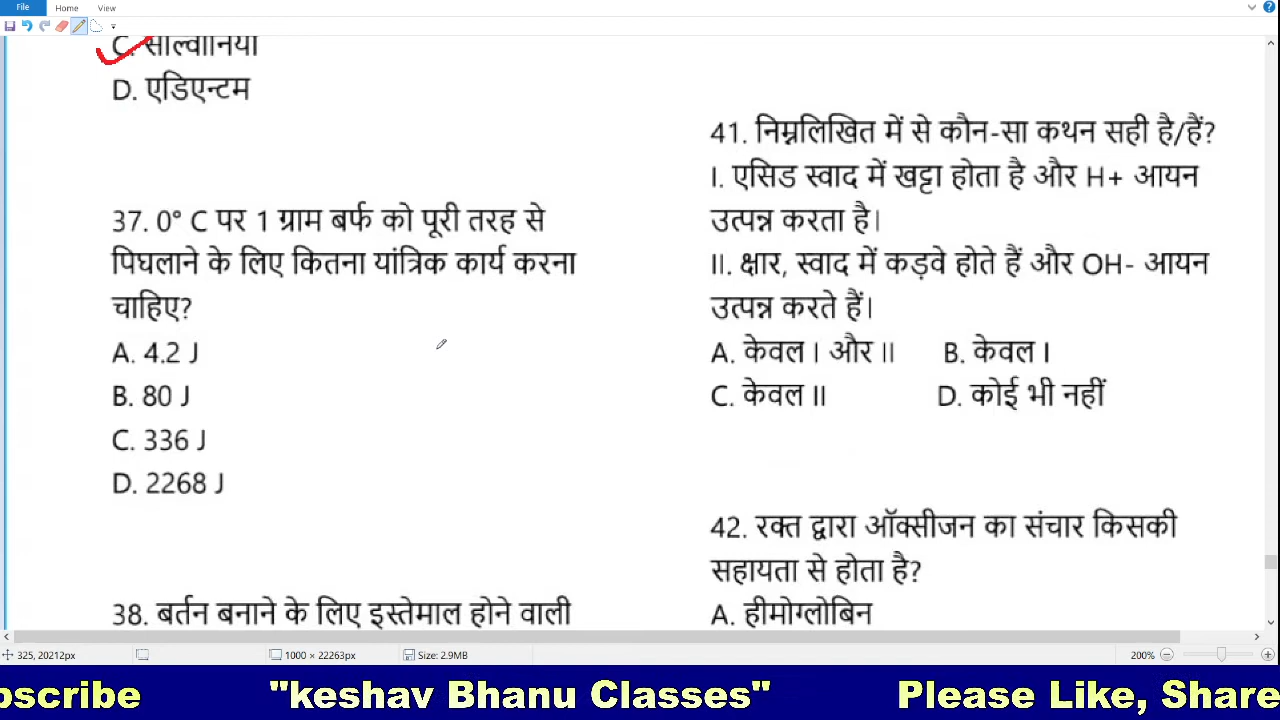 File Home View
C. साल्वीनिया
D. एडिएन्टम
37. 0° C पर 1 ग्राम बर्फ को पूरी तरह से
पिघलाने के लिए कितना यांत्रिक कार्य करना
चाहिए?
A. 4.2 J
B. 80 J
C. 336 J
D. 2268 J
38. बर्तन बनाने के लिए इस्तेमाल होने वाली
41. निम्नलिखित में से कौन-सा कथन सही है/हैं?
I. एसिड स्वाद में खट्टा होता है और H+ आयन
उत्पन्न करता है।
II. क्षार, स्वाद में कड़वे होते हैं और OH- आयन
उत्पन्न करते हैं।
A. केवल I और II B. केवल I
C. केवल II D. कोई भी नहीं
42. रक्त द्वारा ऑक्सीजन का संचार किसकी
सहायता से होता है?
A. हीमोग्लोबिन
325, 20212px 1000 × 22263px Size: 2.9MB 200%
bscribe "keshav Bhanu Classes" Please Like, Share